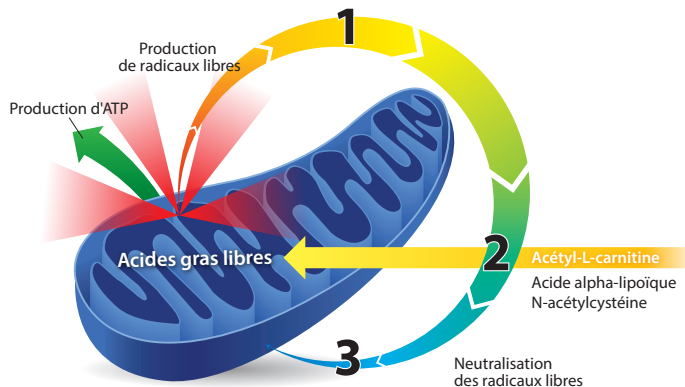 1
Production
de radicaux libres
Production d'ATP
Acides gras libres
2
Acétyl-L-carnitine
Acide alpha-lipoïque
N-acétylcystéine
3
Neutralisation
des radicaux libres